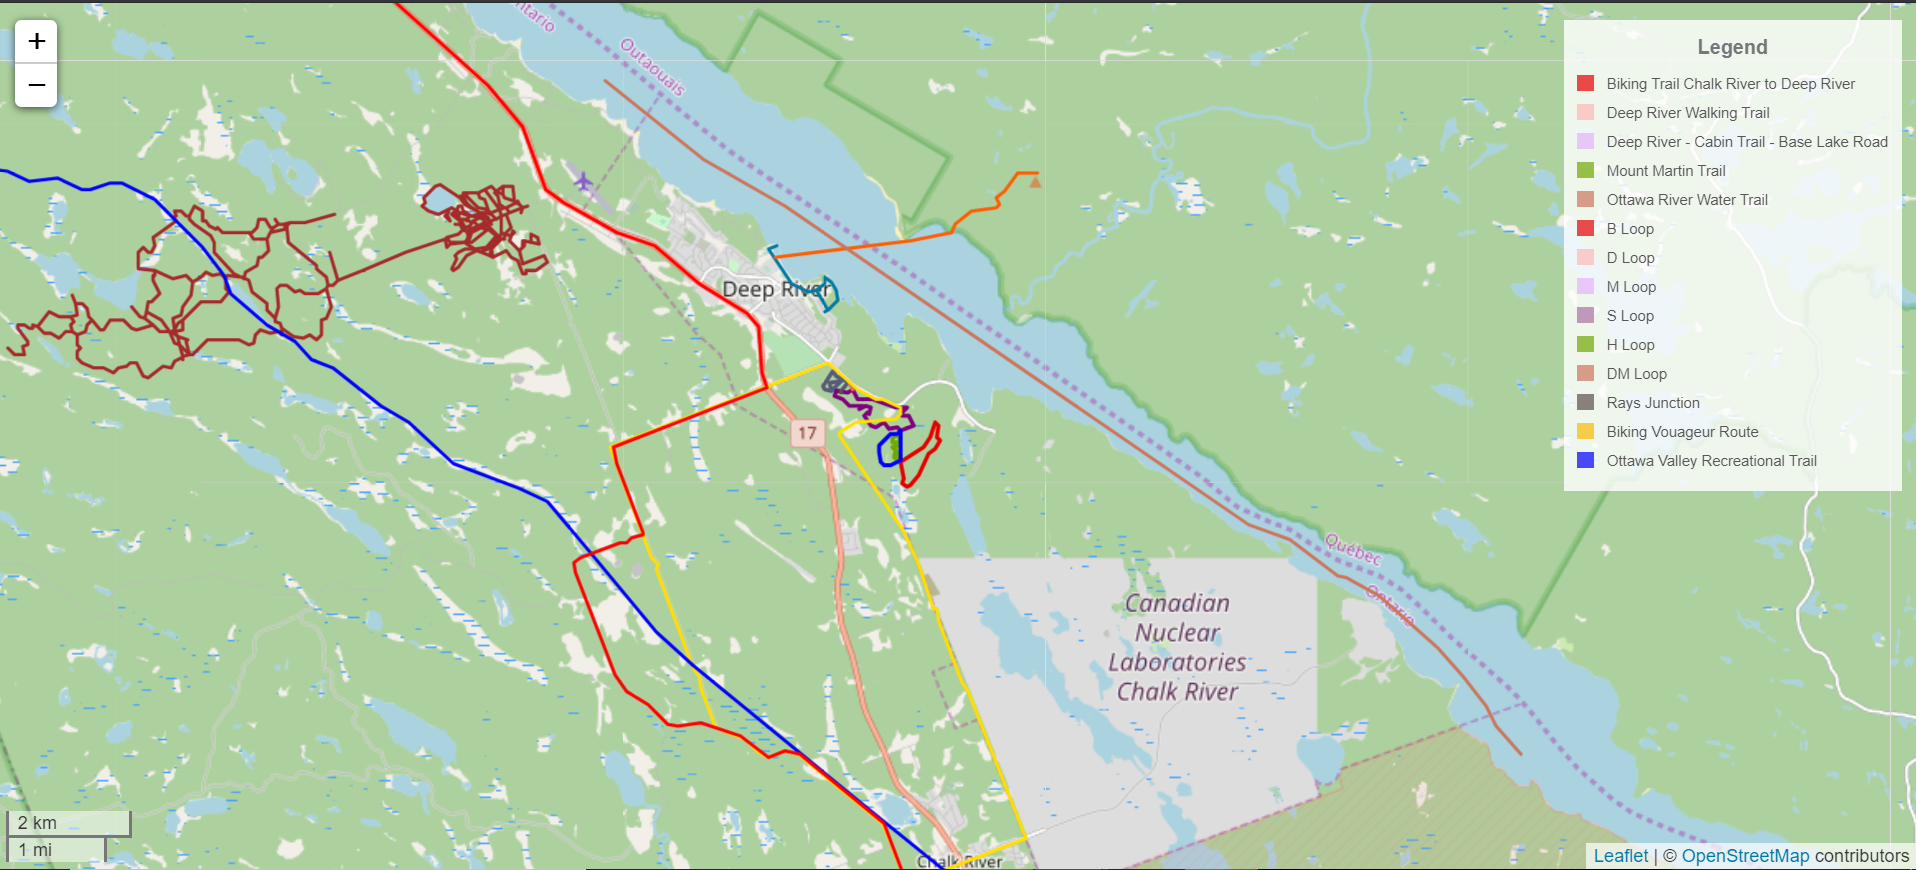 +
−
ntario
Outaouais
Deep River
17
Québec
Ontario
Canadian
Nuclear
Laboratories
Chalk River
Chalk River
2 km
1 mi
Legend
Biking Trail Chalk River to Deep River
Deep River Walking Trail
Deep River - Cabin Trail - Base Lake Road
Mount Martin Trail
Ottawa River Water Trail
B Loop
D Loop
M Loop
S Loop
H Loop
DM Loop
Rays Junction
Biking Vouageur Route
Ottawa Valley Recreational Trail
Leaflet | © OpenStreetMap contributors